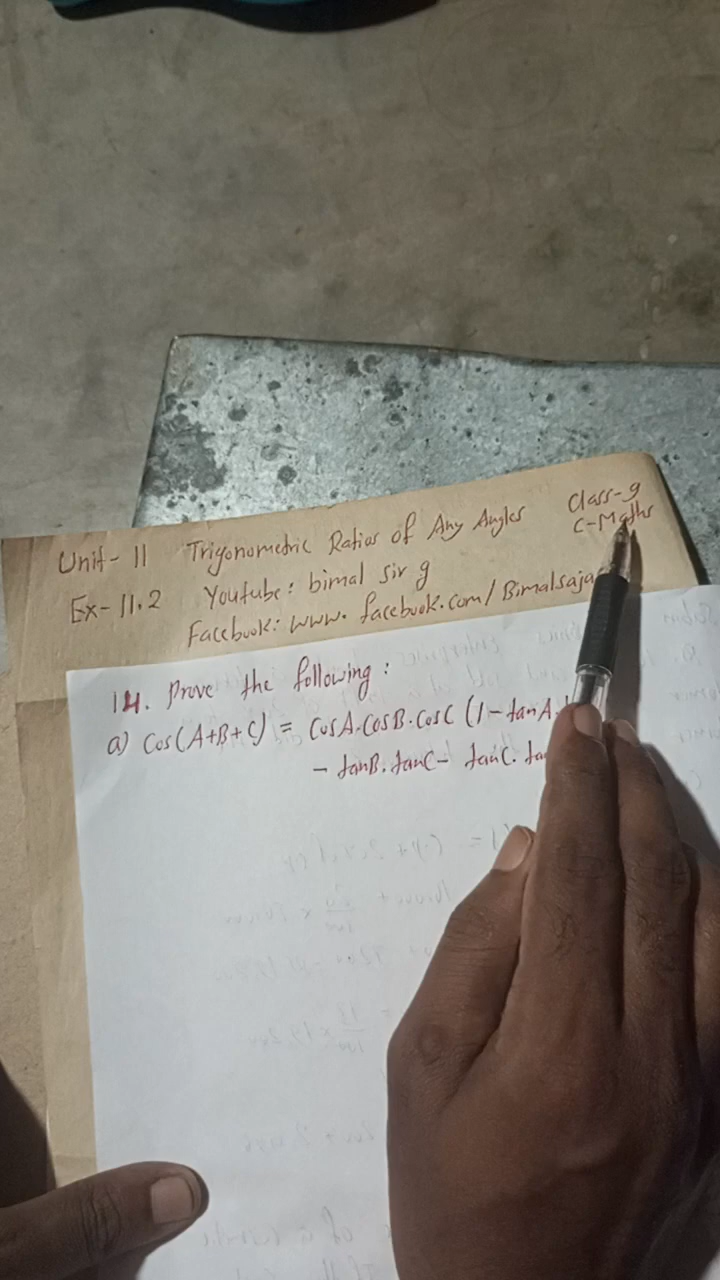 Unit- 11 Trigonometric Ratios of Any Angles
Class-9
C-Maths
Ex- 11.2 Youtube: bimal sir g
Facebook: www. facebook.com/Bimalsaja
14. Prove the following:
a) Cos(A+B+C) = CosA.CosB.CosC (1-tanA.
- tanB.tanC- tanC.